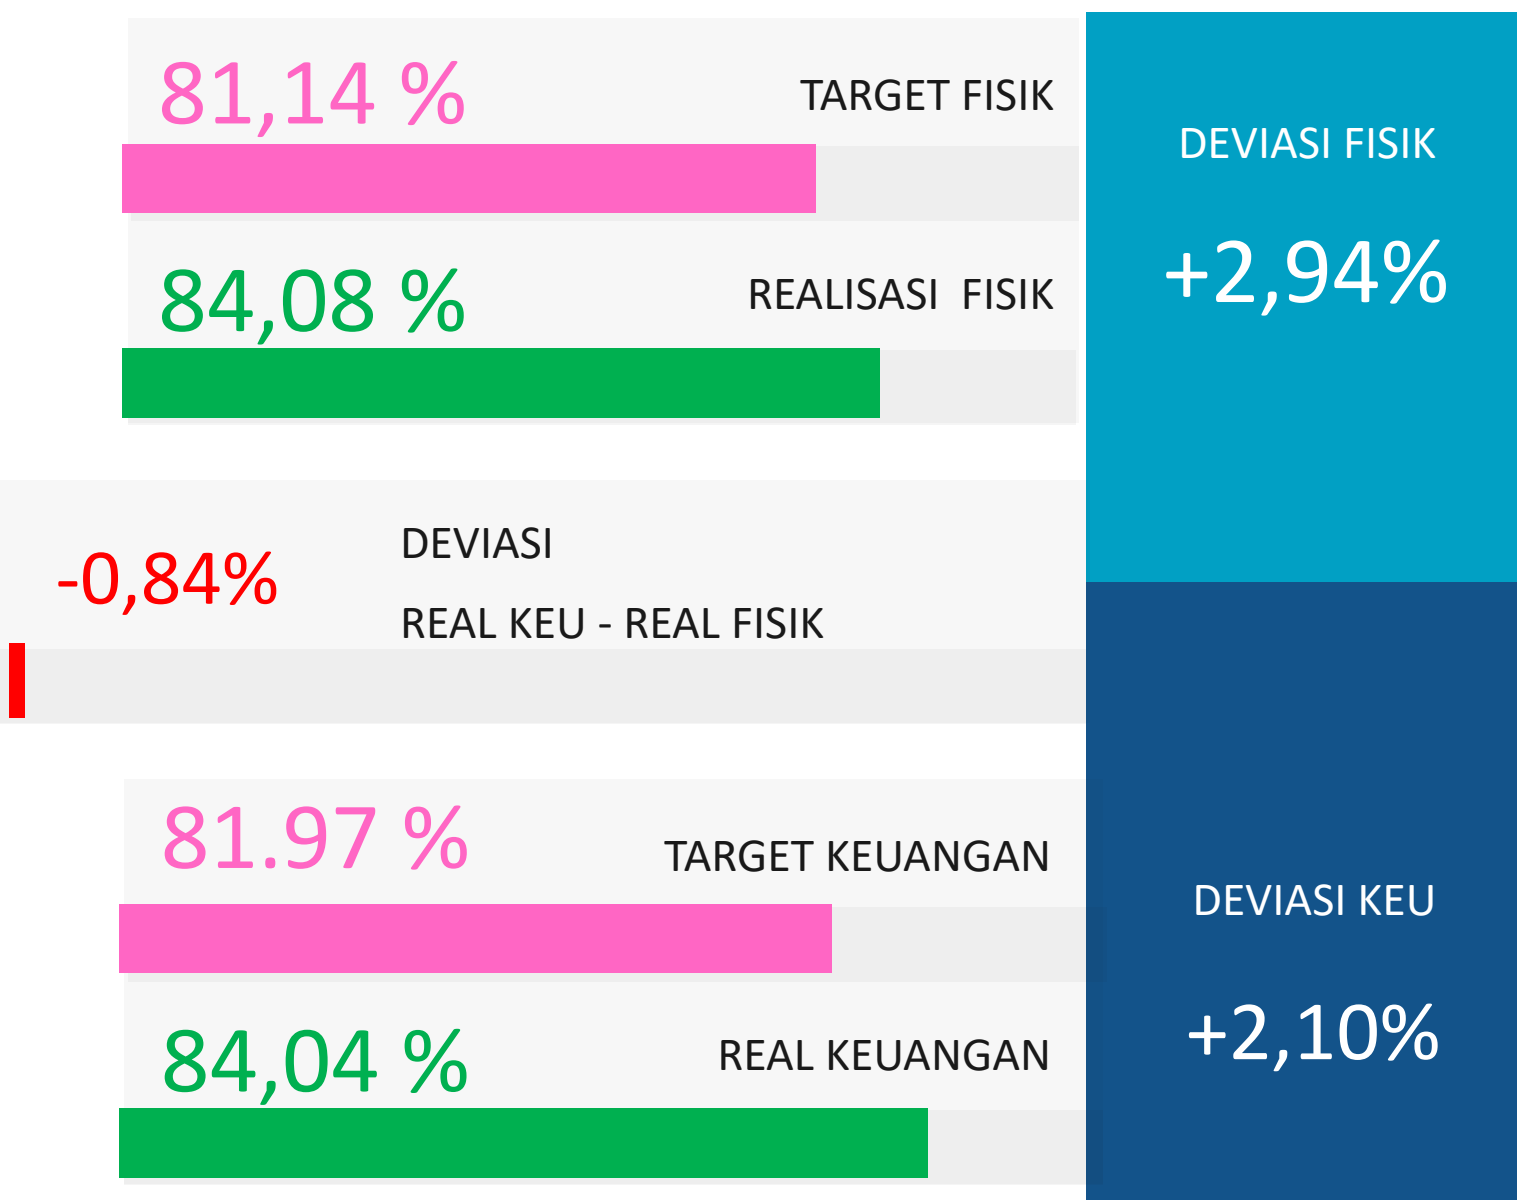 81,14 %
TARGET FISIK
84,08 %
REALISASI  FISIK
DEVIASI FISIK
+2,94%
-0,84%
DEVIASI
REAL KEU - REAL FISIK
81.97 %
TARGET KEUANGAN
84,04 %
REAL KEUANGAN
DEVIASI KEU
+2,10%